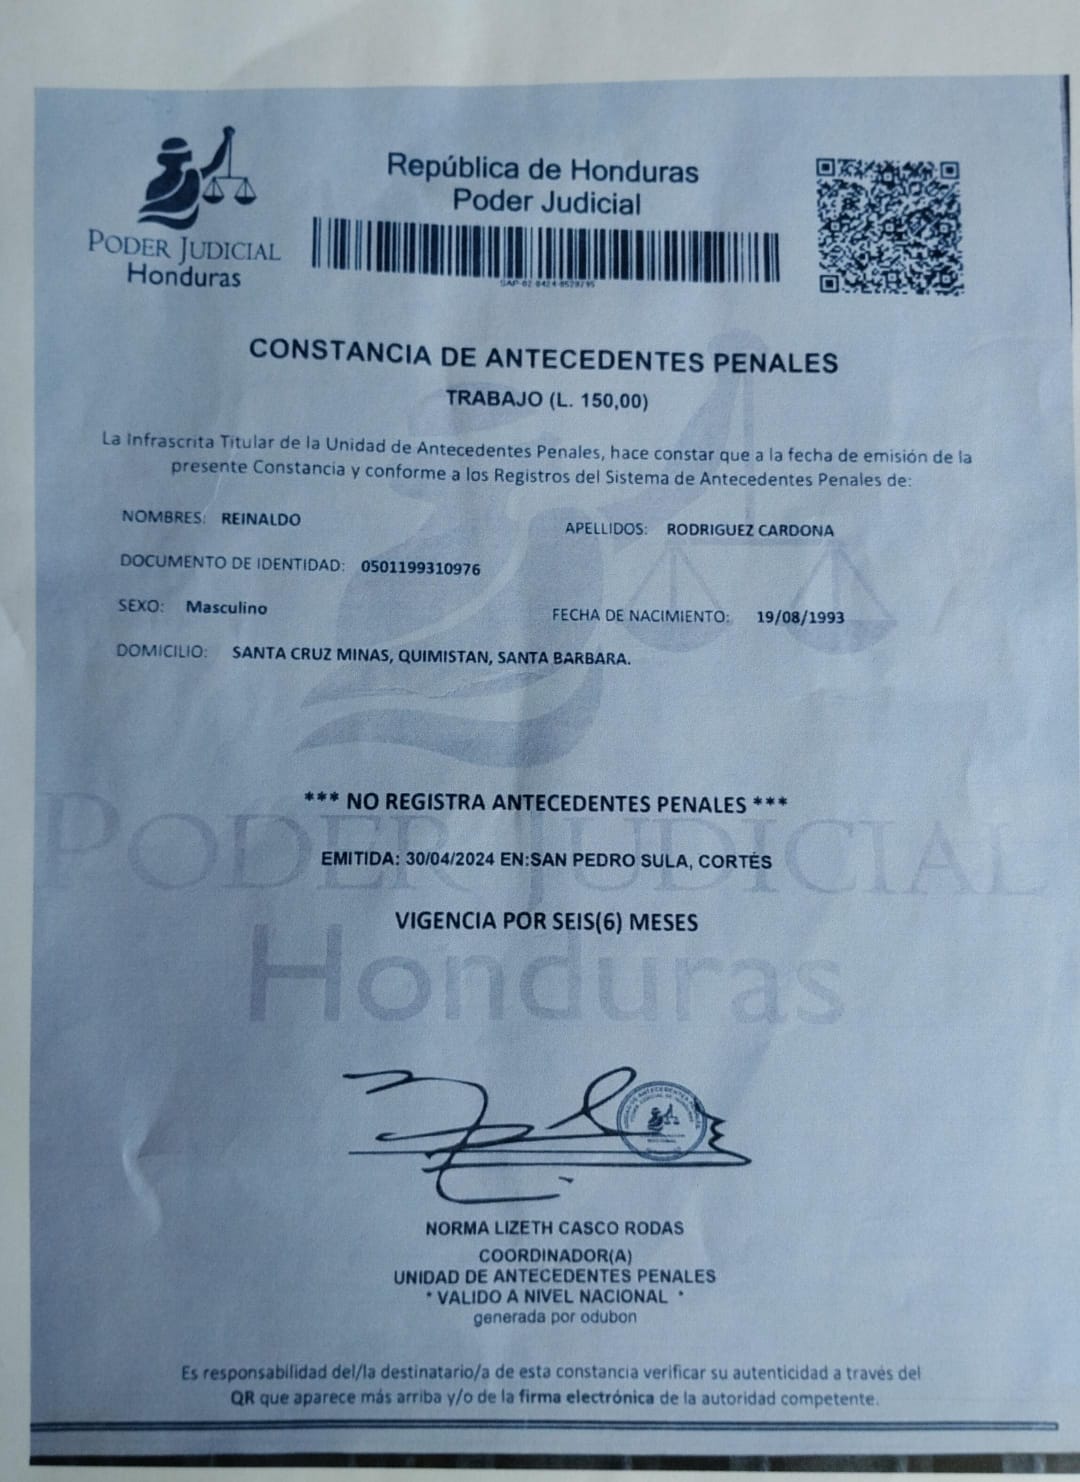 República de Honduras
Poder Judicial
PODER JUDICIAL
Honduras
CONSTANCIA DE ANTECEDENTES PENALES
TRABAJO (L. 150,00)
La Infrascrita Titular de la Unidad de Antecedentes Penales, hace constar que a la fecha de emisión de la
presente Constancia y conforme a los Registros del Sistema de Antecedentes Penales de:
NOMBRES: REINALDO APELLIDOS: RODRIGUEZ CARDONA
DOCUMENTO DE IDENTIDAD: 0501199310976
SEXO: Masculino FECHA DE NACIMIENTO: 19/08/1993
DOMICILIO: SANTA CRUZ MINAS, QUIMISTAN, SANTA BARBARA.
*** NO REGISTRA ANTECEDENTES PENALES ***
PODER JUDICIAL
EMITIDA: 30/04/2024 EN:SAN PEDRO SULA, CORTÉS
VIGENCIA POR SEIS(6) MESES
Honduras
NORMA LIZETH CASCO RODAS
COORDINADOR(A)
UNIDAD DE ANTECEDENTES PENALES
* VALIDO A NIVEL NACIONAL *
generada por odubon
Es responsabilidad del/la destinatario/a de esta constancia verificar su autenticidad a través del
QR que aparece más arriba y/o de la firma electrónica de la autoridad competente.